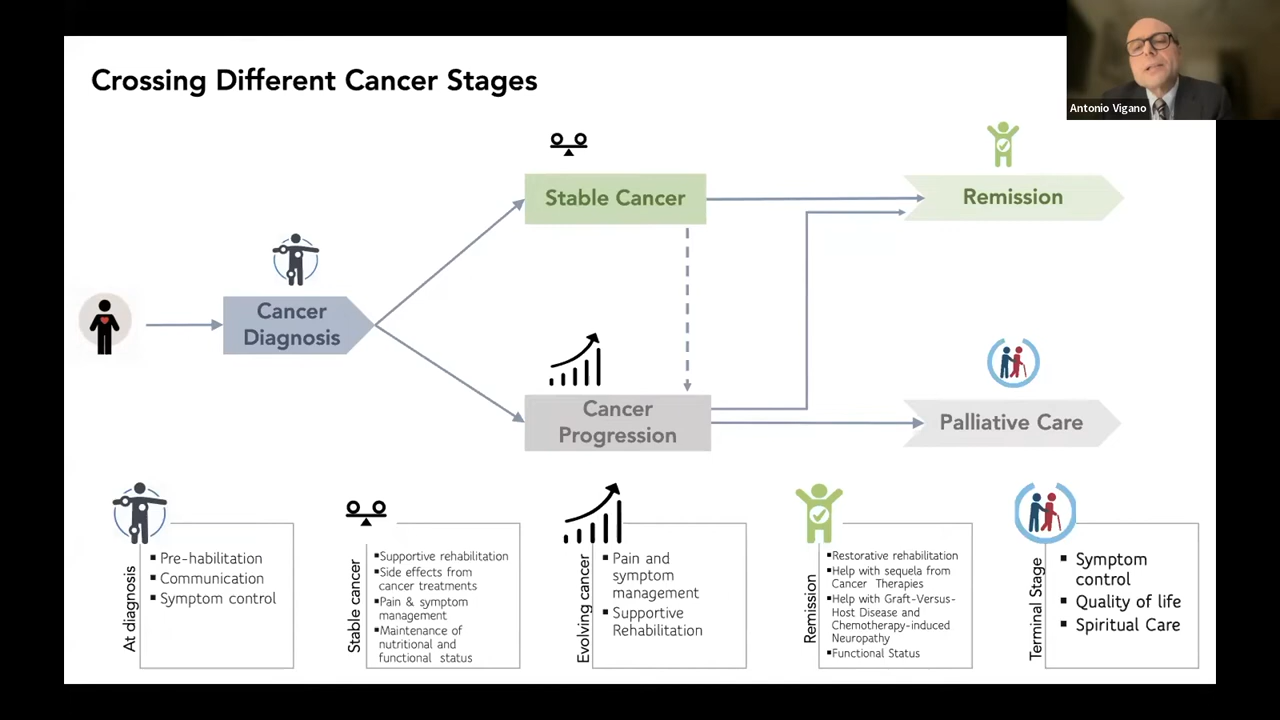 Crossing Different Cancer Stages
Antonio Vigano
Stable Cancer
Remission
Cancer
Diagnosis
Cancer
Progression
Palliative Care
At diagnosis
▪ Pre-habilitation
▪ Communication
▪ Symptom control
Stable cancer
▪Supportive rehabilitation
▪Side effects from
cancer treatments
▪Pain & symptom
management
▪Maintenance of
nutritional and
functional status
Evolving cancer
▪ Pain and
symptom
management
▪ Supportive
Rehabilitation
Remission
▪Restorative rehabilitation
▪Help with sequela from
Cancer Therapies
▪Help with Graft-Versus-
Host Disease and
Chemotherapy-induced
Neuropathy
▪Functional Status
Terminal Stage
▪ Symptom
control
▪ Quality of life
▪ Spiritual Care